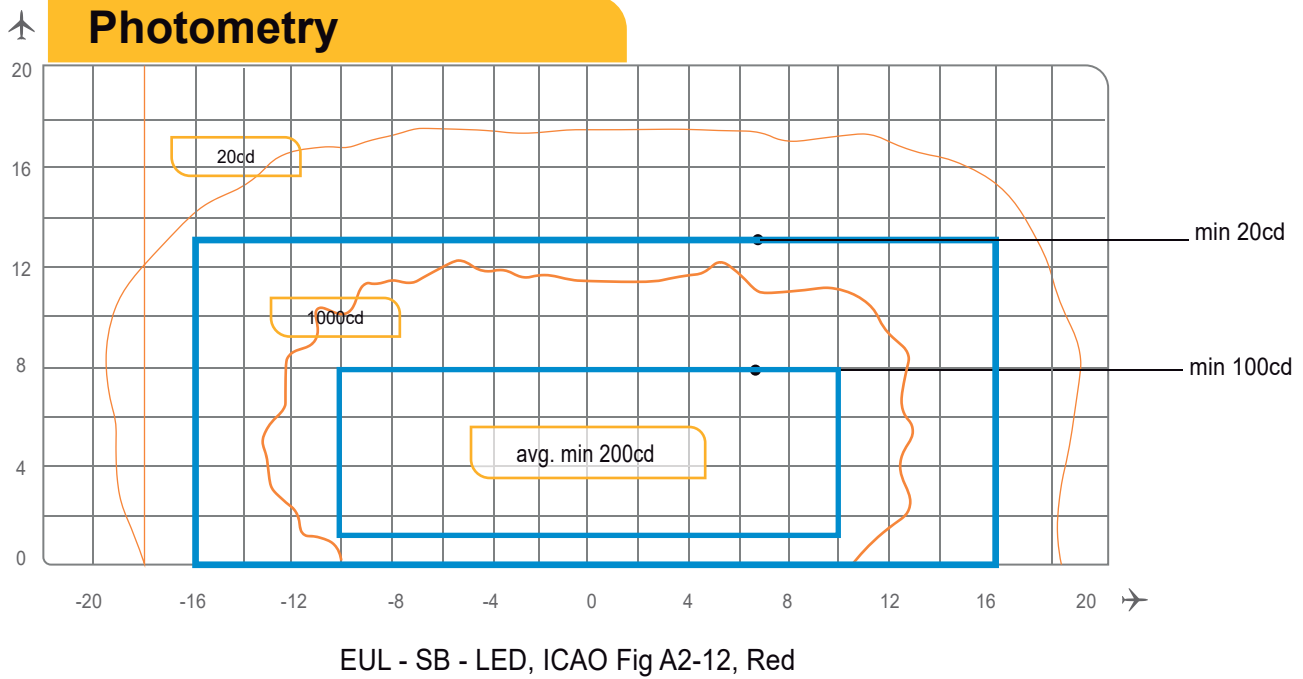 Photometry
20
20cd
16
min 20cd
12
1000cd
8
min 100cd
avg. min 200cd
4
0
-20 -16 -12 -8 -4 0 4 8 12 16 20
EUL - SB - LED, ICAO Fig A2-12, Red